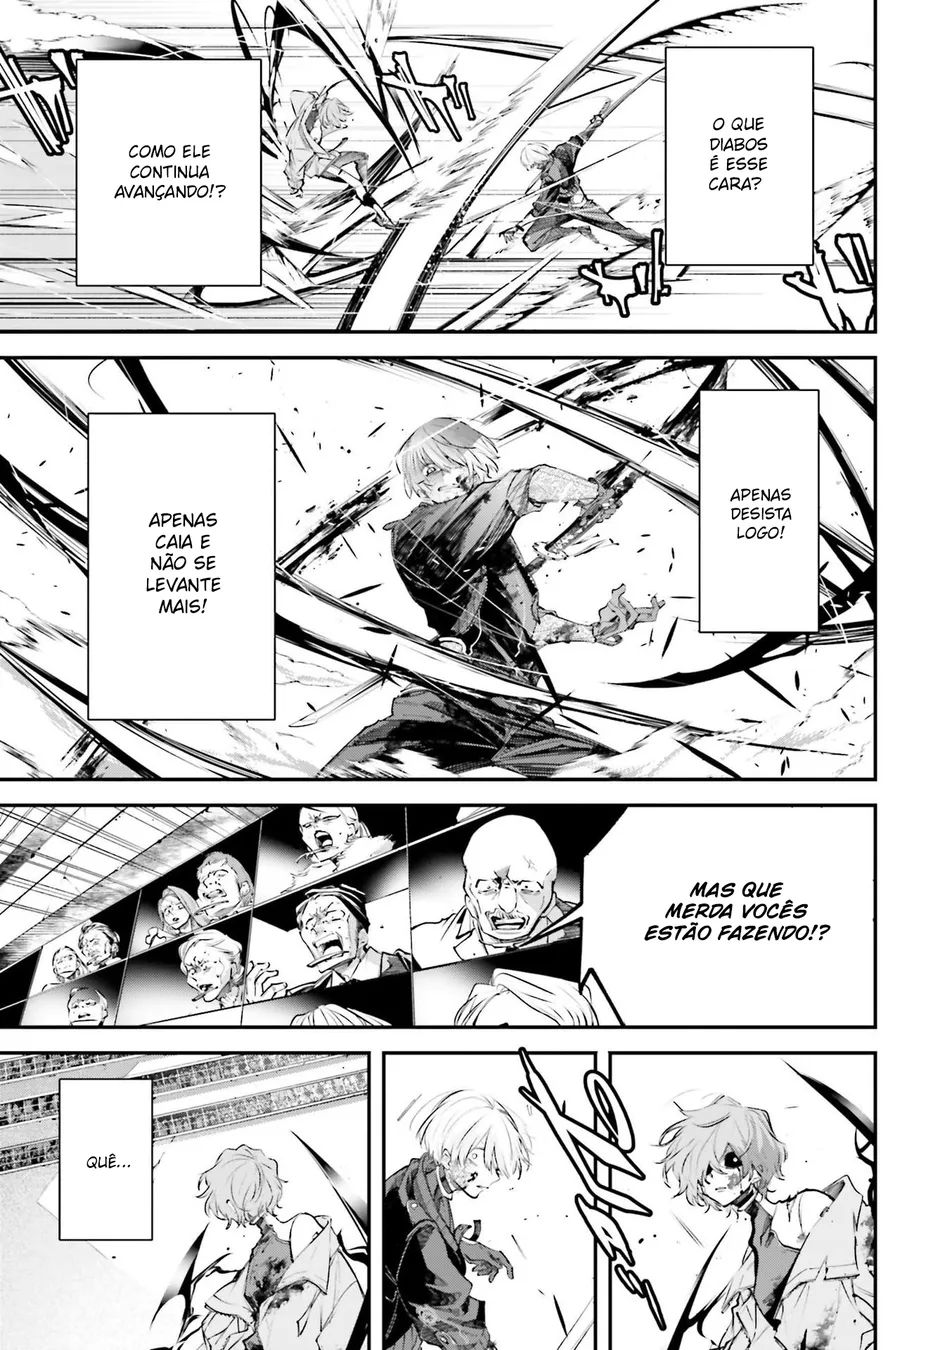 O QUE
DIABOS
É ESSE
CARA?
COMO ELE
CONTINUA
AVANÇANDO!?
APENAS
DESISTA
LOGO!
APENAS
CAIA E
NÃO SE
LEVANTE
MAIS!
MAS QUE
MERDA VOCÊS
ESTÃO FAZENDO!?
QUÊ...